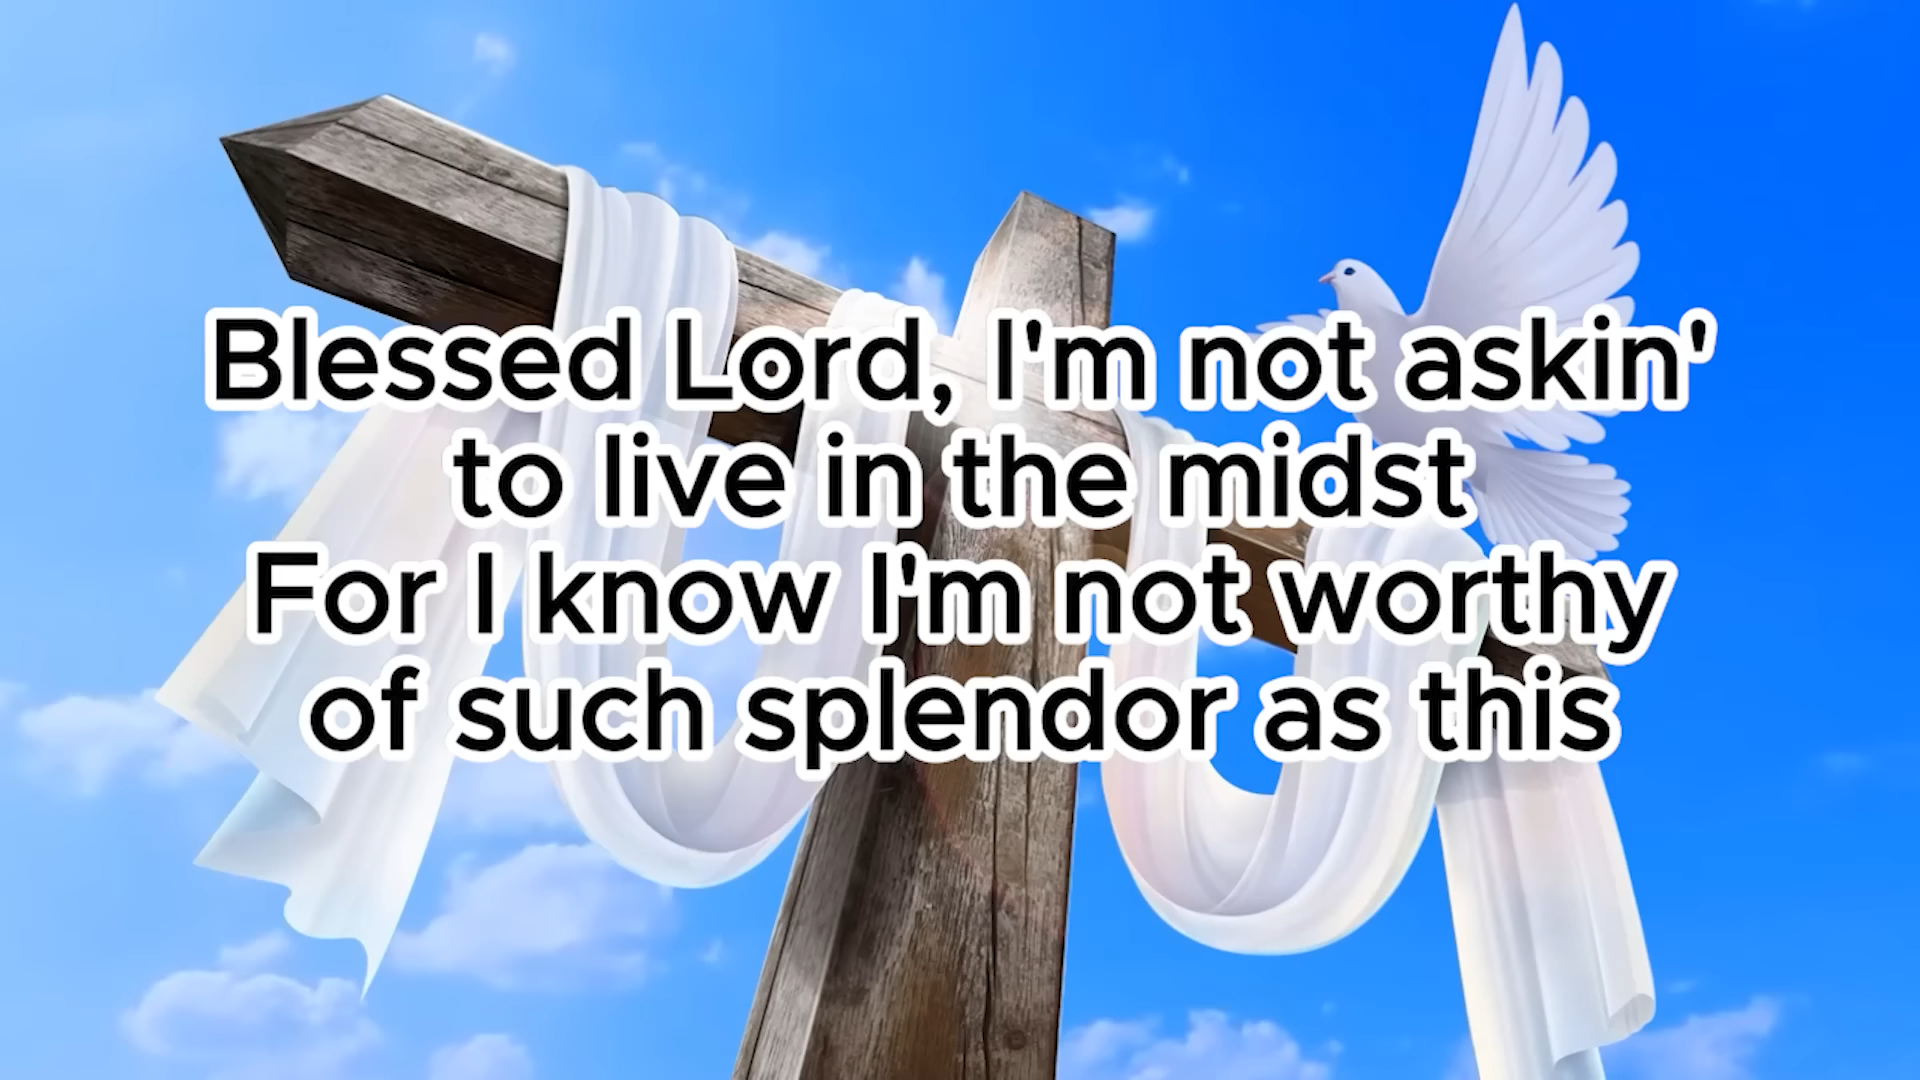 Blessed Lord, I'm not askin'
to live in the midst
For I know I'm not worthy
of such splendor as this